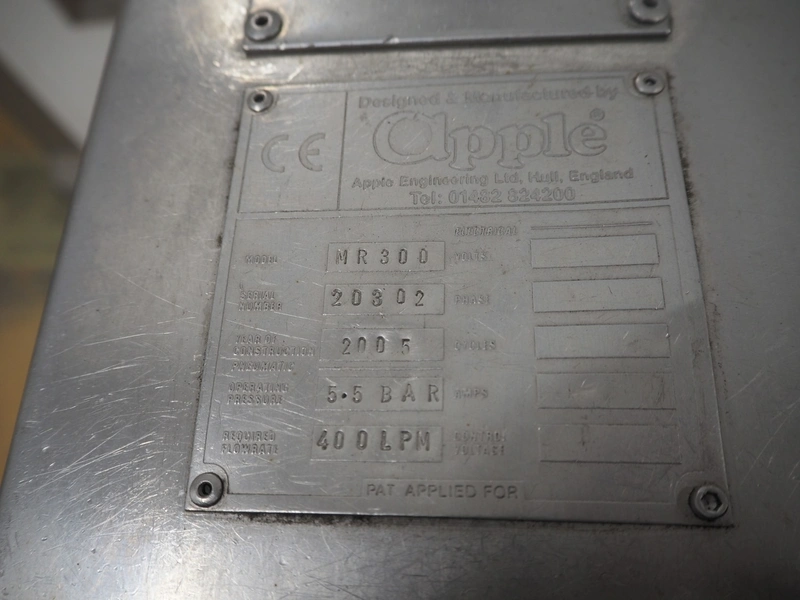 CE
Designed & Manufactured by
apple
Apple Engineering Ltd, Hull, England
Tel: 01482 824200
MODEL MR300
SERIAL NUMBER 20302
YEAR OF CONSTRUCTION 2005
PNEUMATIC
OPERATING PRESSURE 5.5 BAR
REQUIRED FLOWRATE 400LPM
VOLTS
PHASE
CYCLES
AMPS
CONTROL VOLTAGE
PAT APPLIED FOR